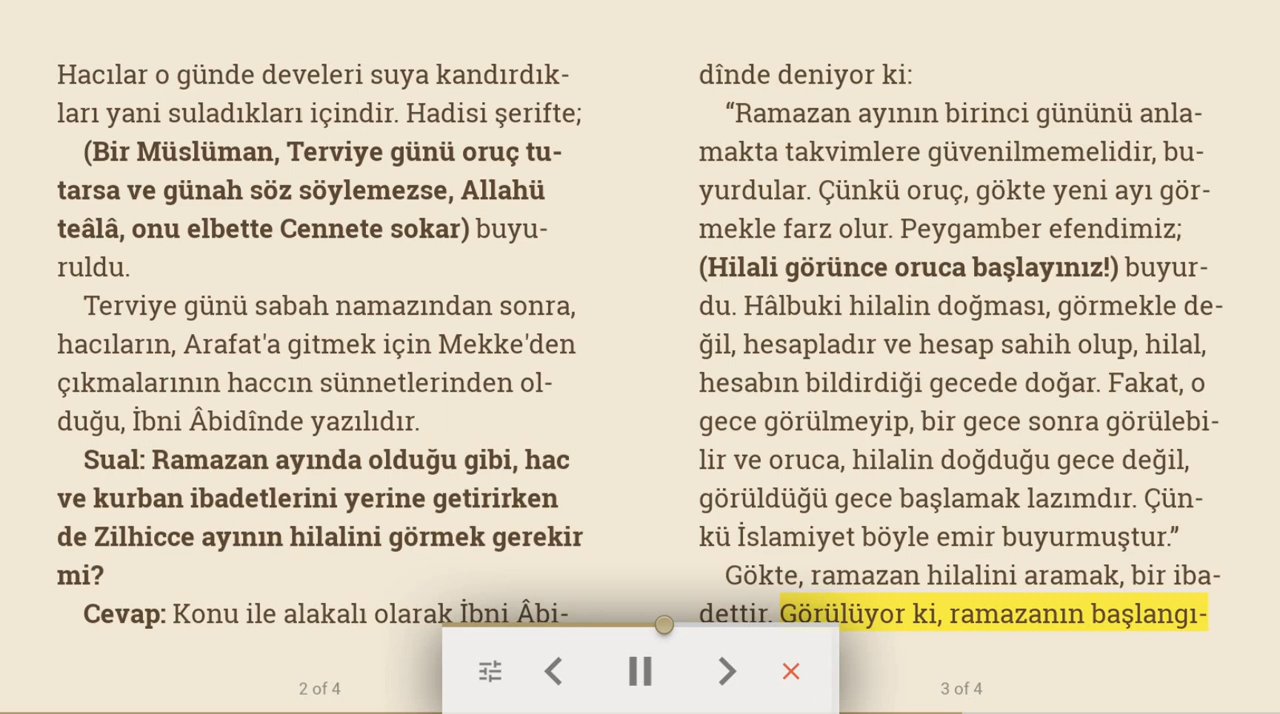 Hacılar o günde develeri suya kandırdık-
ları yani suladıkları içindir. Hadisi şerifte;
(Bir Müslüman, Terviye günü oruç tu-
tarsa ve günah söz söylemezse, Allahü
teâlâ, onu elbette Cennete sokar) buyu-
ruldu.
Terviye günü sabah namazından sonra,
hacıların, Arafat'a gitmek için Mekke'den
çıkmalarının haccın sünnetlerinden ol-
duğu, İbni Âbidînde yazılıdır.
Sual: Ramazan ayında olduğu gibi, hac
ve kurban ibadetlerini yerine getirirken
de Zilhicce ayının hilalini görmek gerekir
mi?
Cevap: Konu ile alakalı olarak İbni Âbi-
2 of 4
dînde deniyor ki:
“Ramazan ayının birinci gününü anla-
makta takvimlere güvenilmemelidir, bu-
yurdular. Çünkü oruç, gökte yeni ayı gör-
mekle farz olur. Peygamber efendimiz;
(Hilali görünce oruca başlayınız!) buyur-
du. Hâlbuki hilalin doğması, görmekle de-
ğil, hesapladır ve hesap sahih olup, hilal,
hesabın bildirdiği gecede doğar. Fakat, o
gece görülmeyip, bir gece sonra görülebi-
lir ve oruca, hilalin doğduğu gece değil,
görüldüğü gece başlamak lazımdır. Çün-
kü İslamiyet böyle emir buyurmuştur.”
Gökte, ramazan hilalini aramak, bir iba-
dettir. Görülüyor ki, ramazanın başlangı-
3 of 4